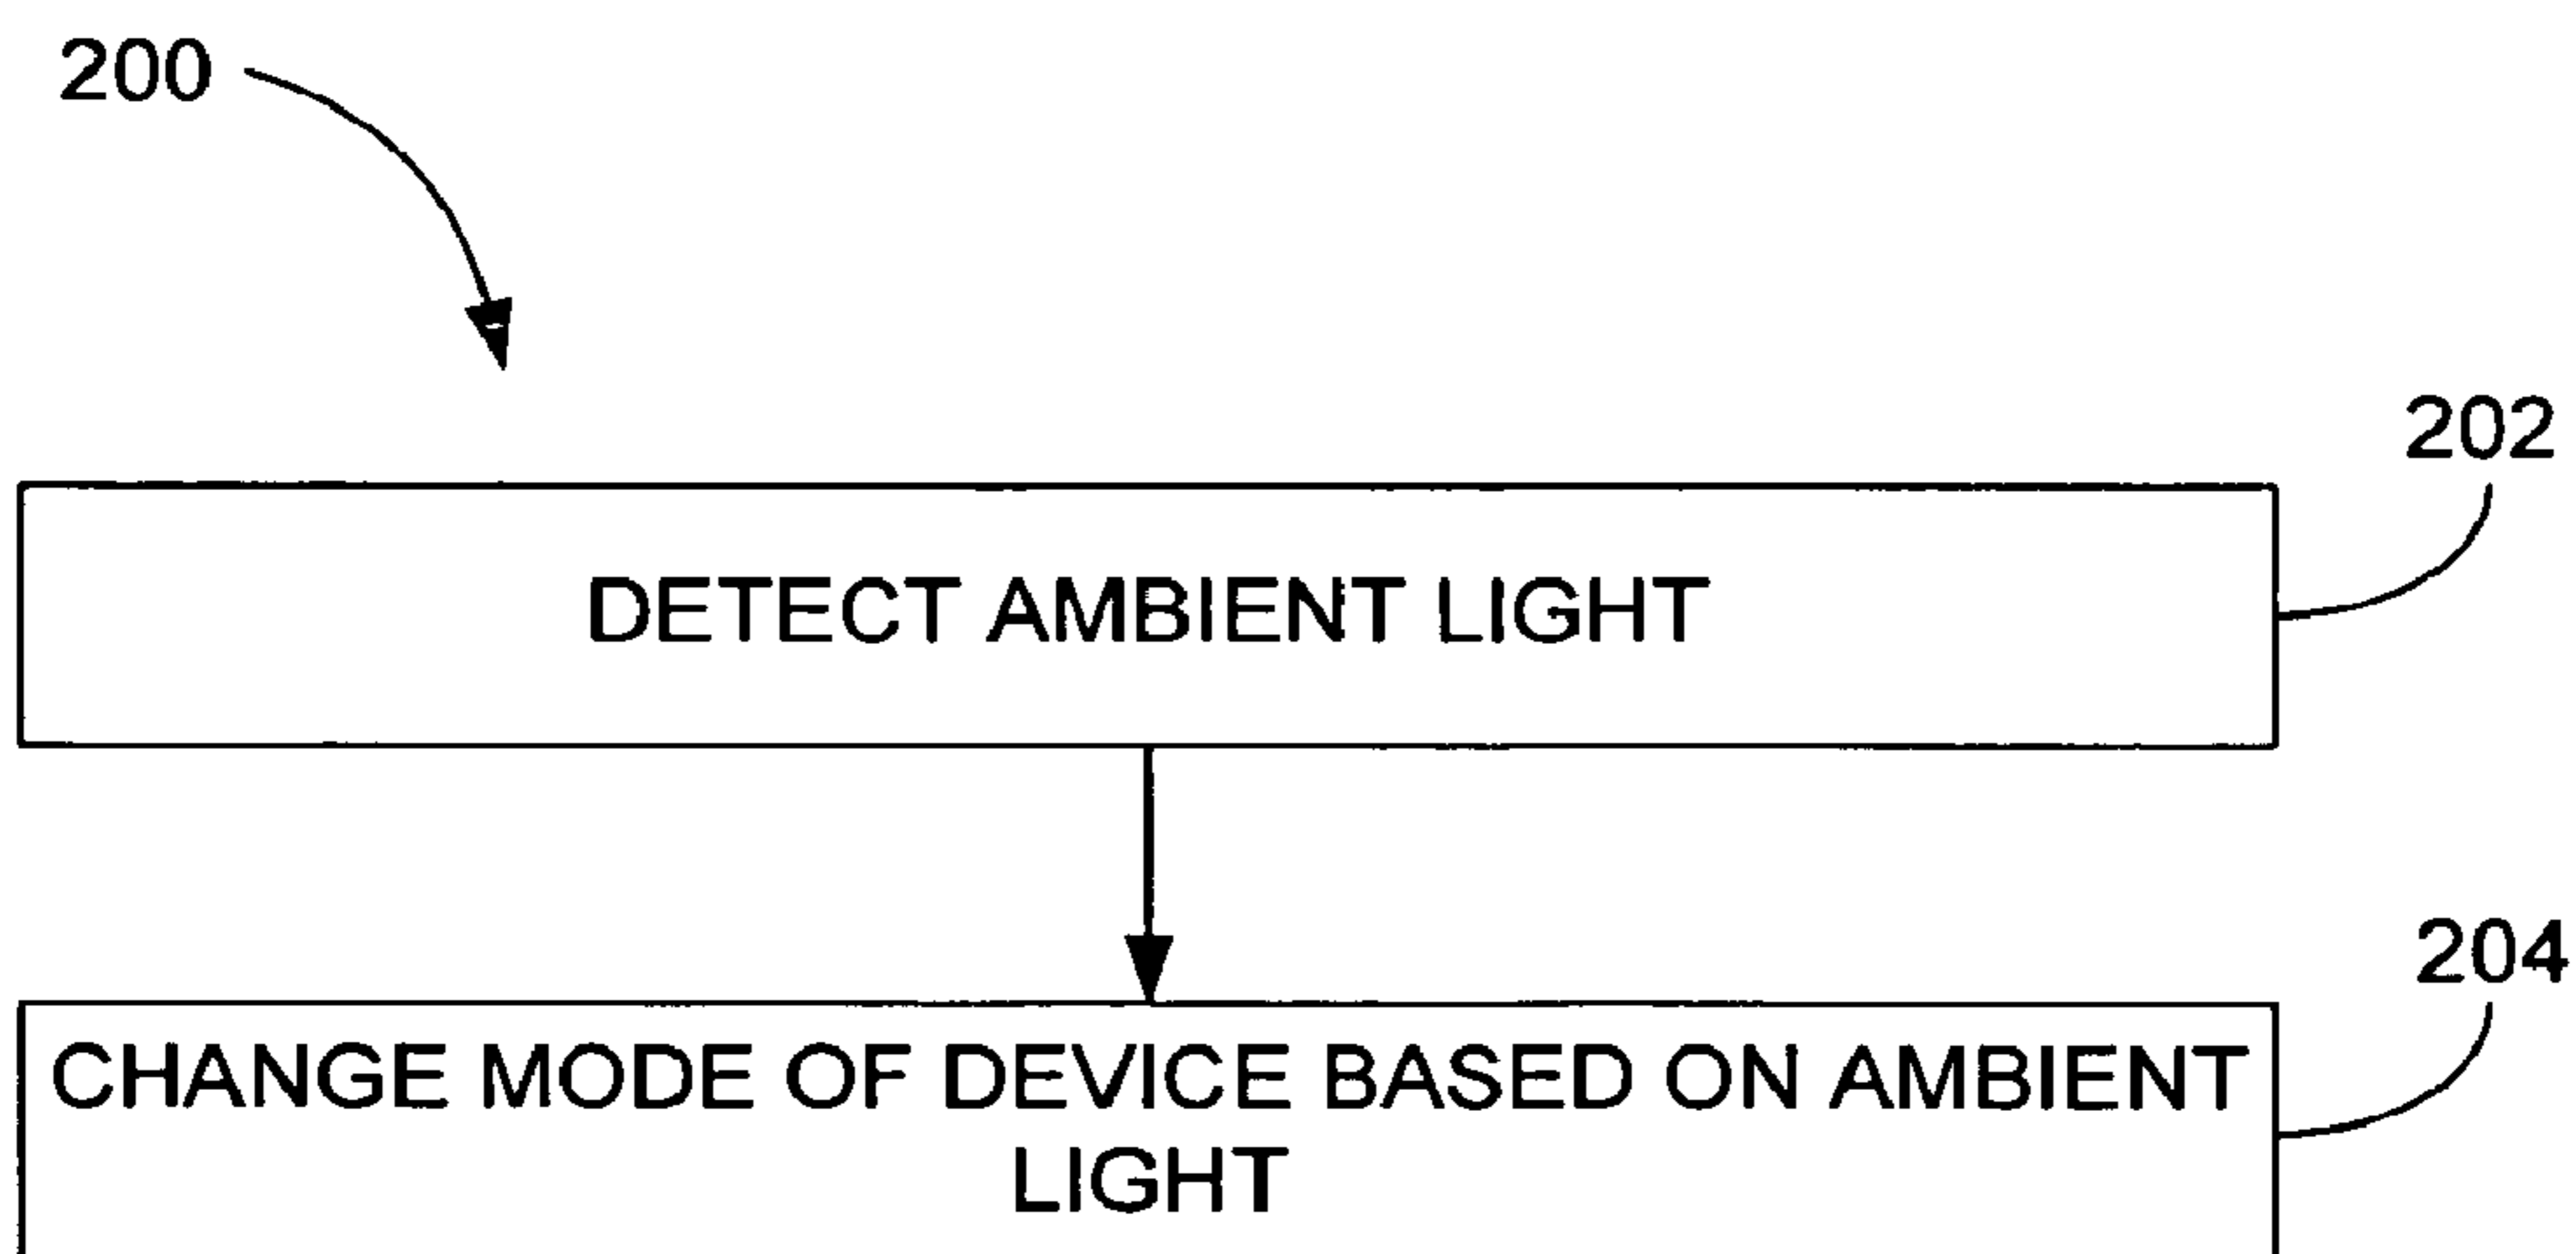 200
202
DETECT AMBIENT LIGHT
204
CHANGE MODE OF DEVICE BASED ON AMBIENT
LIGHT